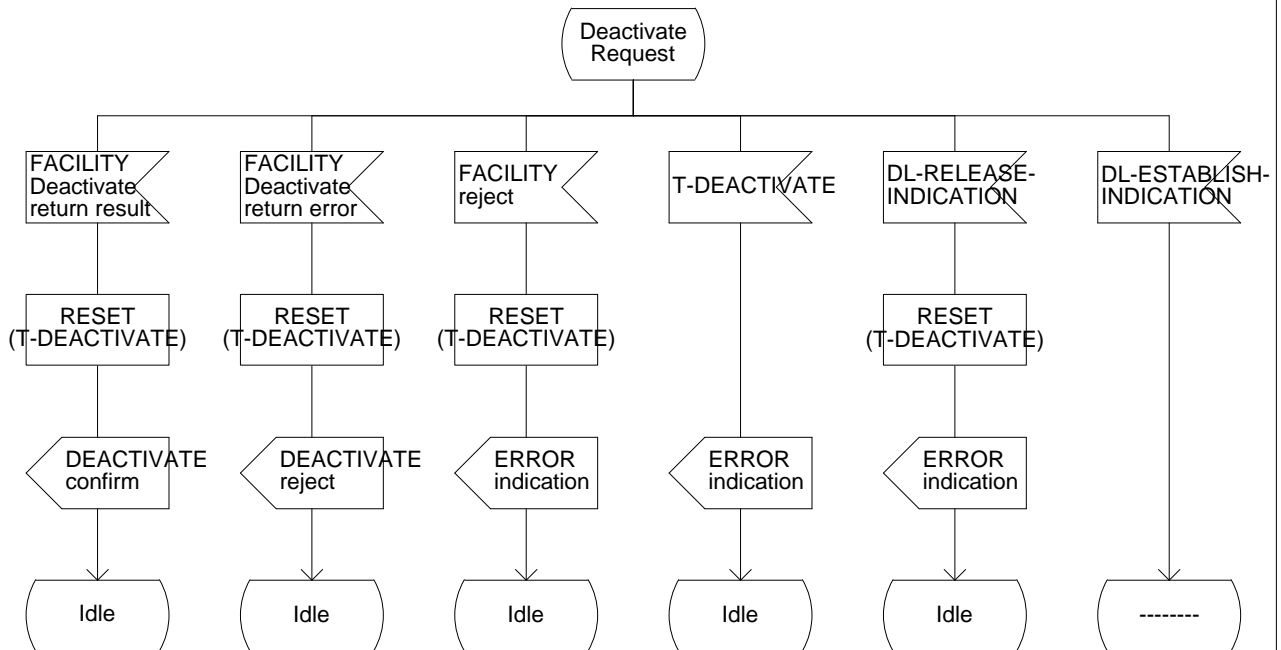 Deactivate
Request
FACILITY
Deactivate
return result
FACILITY
Deactivate
return error
FACILITY
reject
T-DEACTIVATE
DL-RELEASE-
INDICATION
DL-ESTABLISH-
INDICATION
RESET
(T-DEACTIVATE)
RESET
(T-DEACTIVATE)
RESET
(T-DEACTIVATE)
RESET
(T-DEACTIVATE)
DEACTIVATE
confirm
DEACTIVATE
reject
ERROR
indication
ERROR
indication
ERROR
indication
Idle
Idle
Idle
Idle
Idle
--------